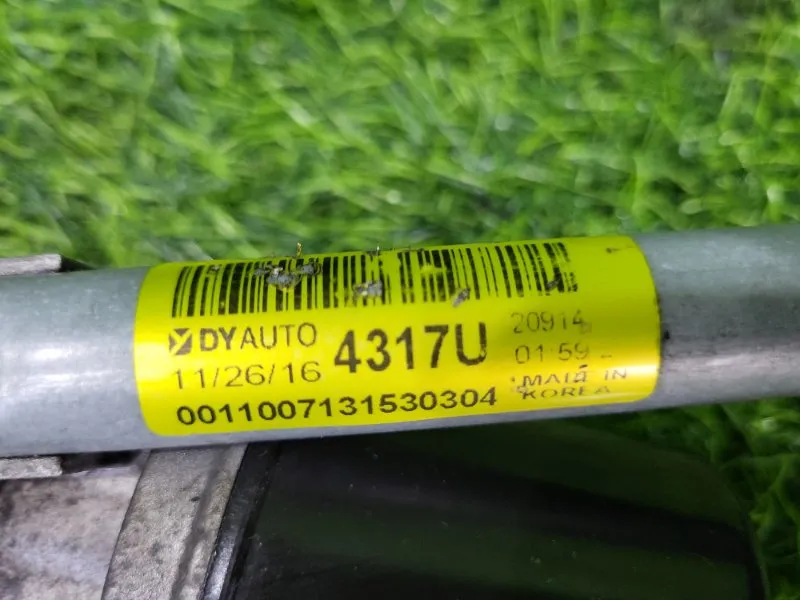 DYAUTO
11/26/16
4317U
20914
01:59
MADE IN
KOREA
0011007131530304